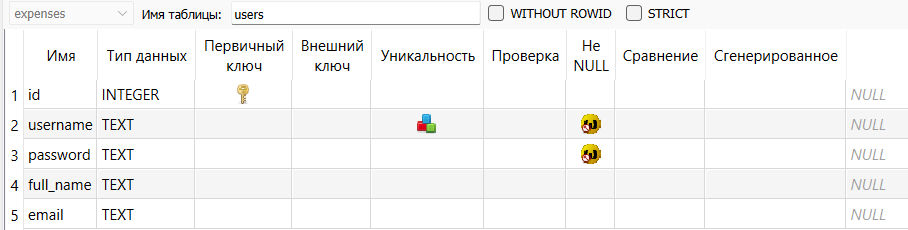 expenses Имя таблицы: users WITHOUT ROWID STRICT
Имя Тип данных Первичный ключ Внешний ключ Уникальность Проверка Не NULL Сравнение Сгенерированное
1 id INTEGER NULL
2 username TEXT NULL
3 password TEXT NULL
4 full_name TEXT NULL
5 email TEXT NULL